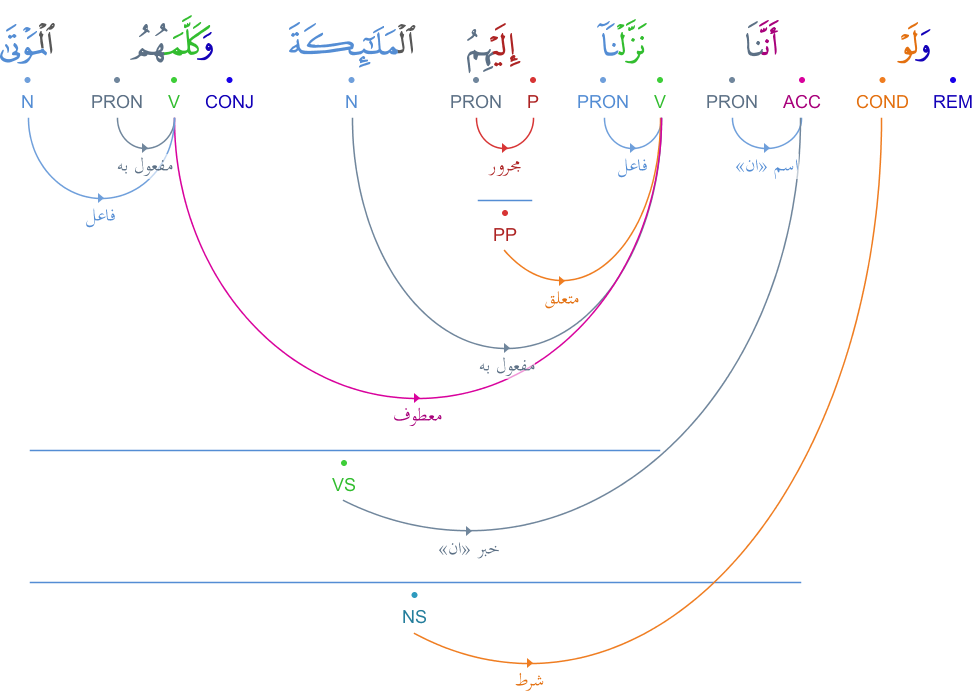 وَلَوْ أَنَّنَا نَزَّلْنَآ إِلَيْهِمُ ٱلْمَلَـٰٓئِكَةَ وَكَلَّمَهُمُ ٱلْمَوْتَىٰ
REM COND ACC PRON V PRON P PRON N CONJ V PRON N
اسم «ان» فاعل مجرور مفعول به
فاعل
PP
متعلق
مفعول به
معطوف
VS
خبر «ان»
NS
شرط